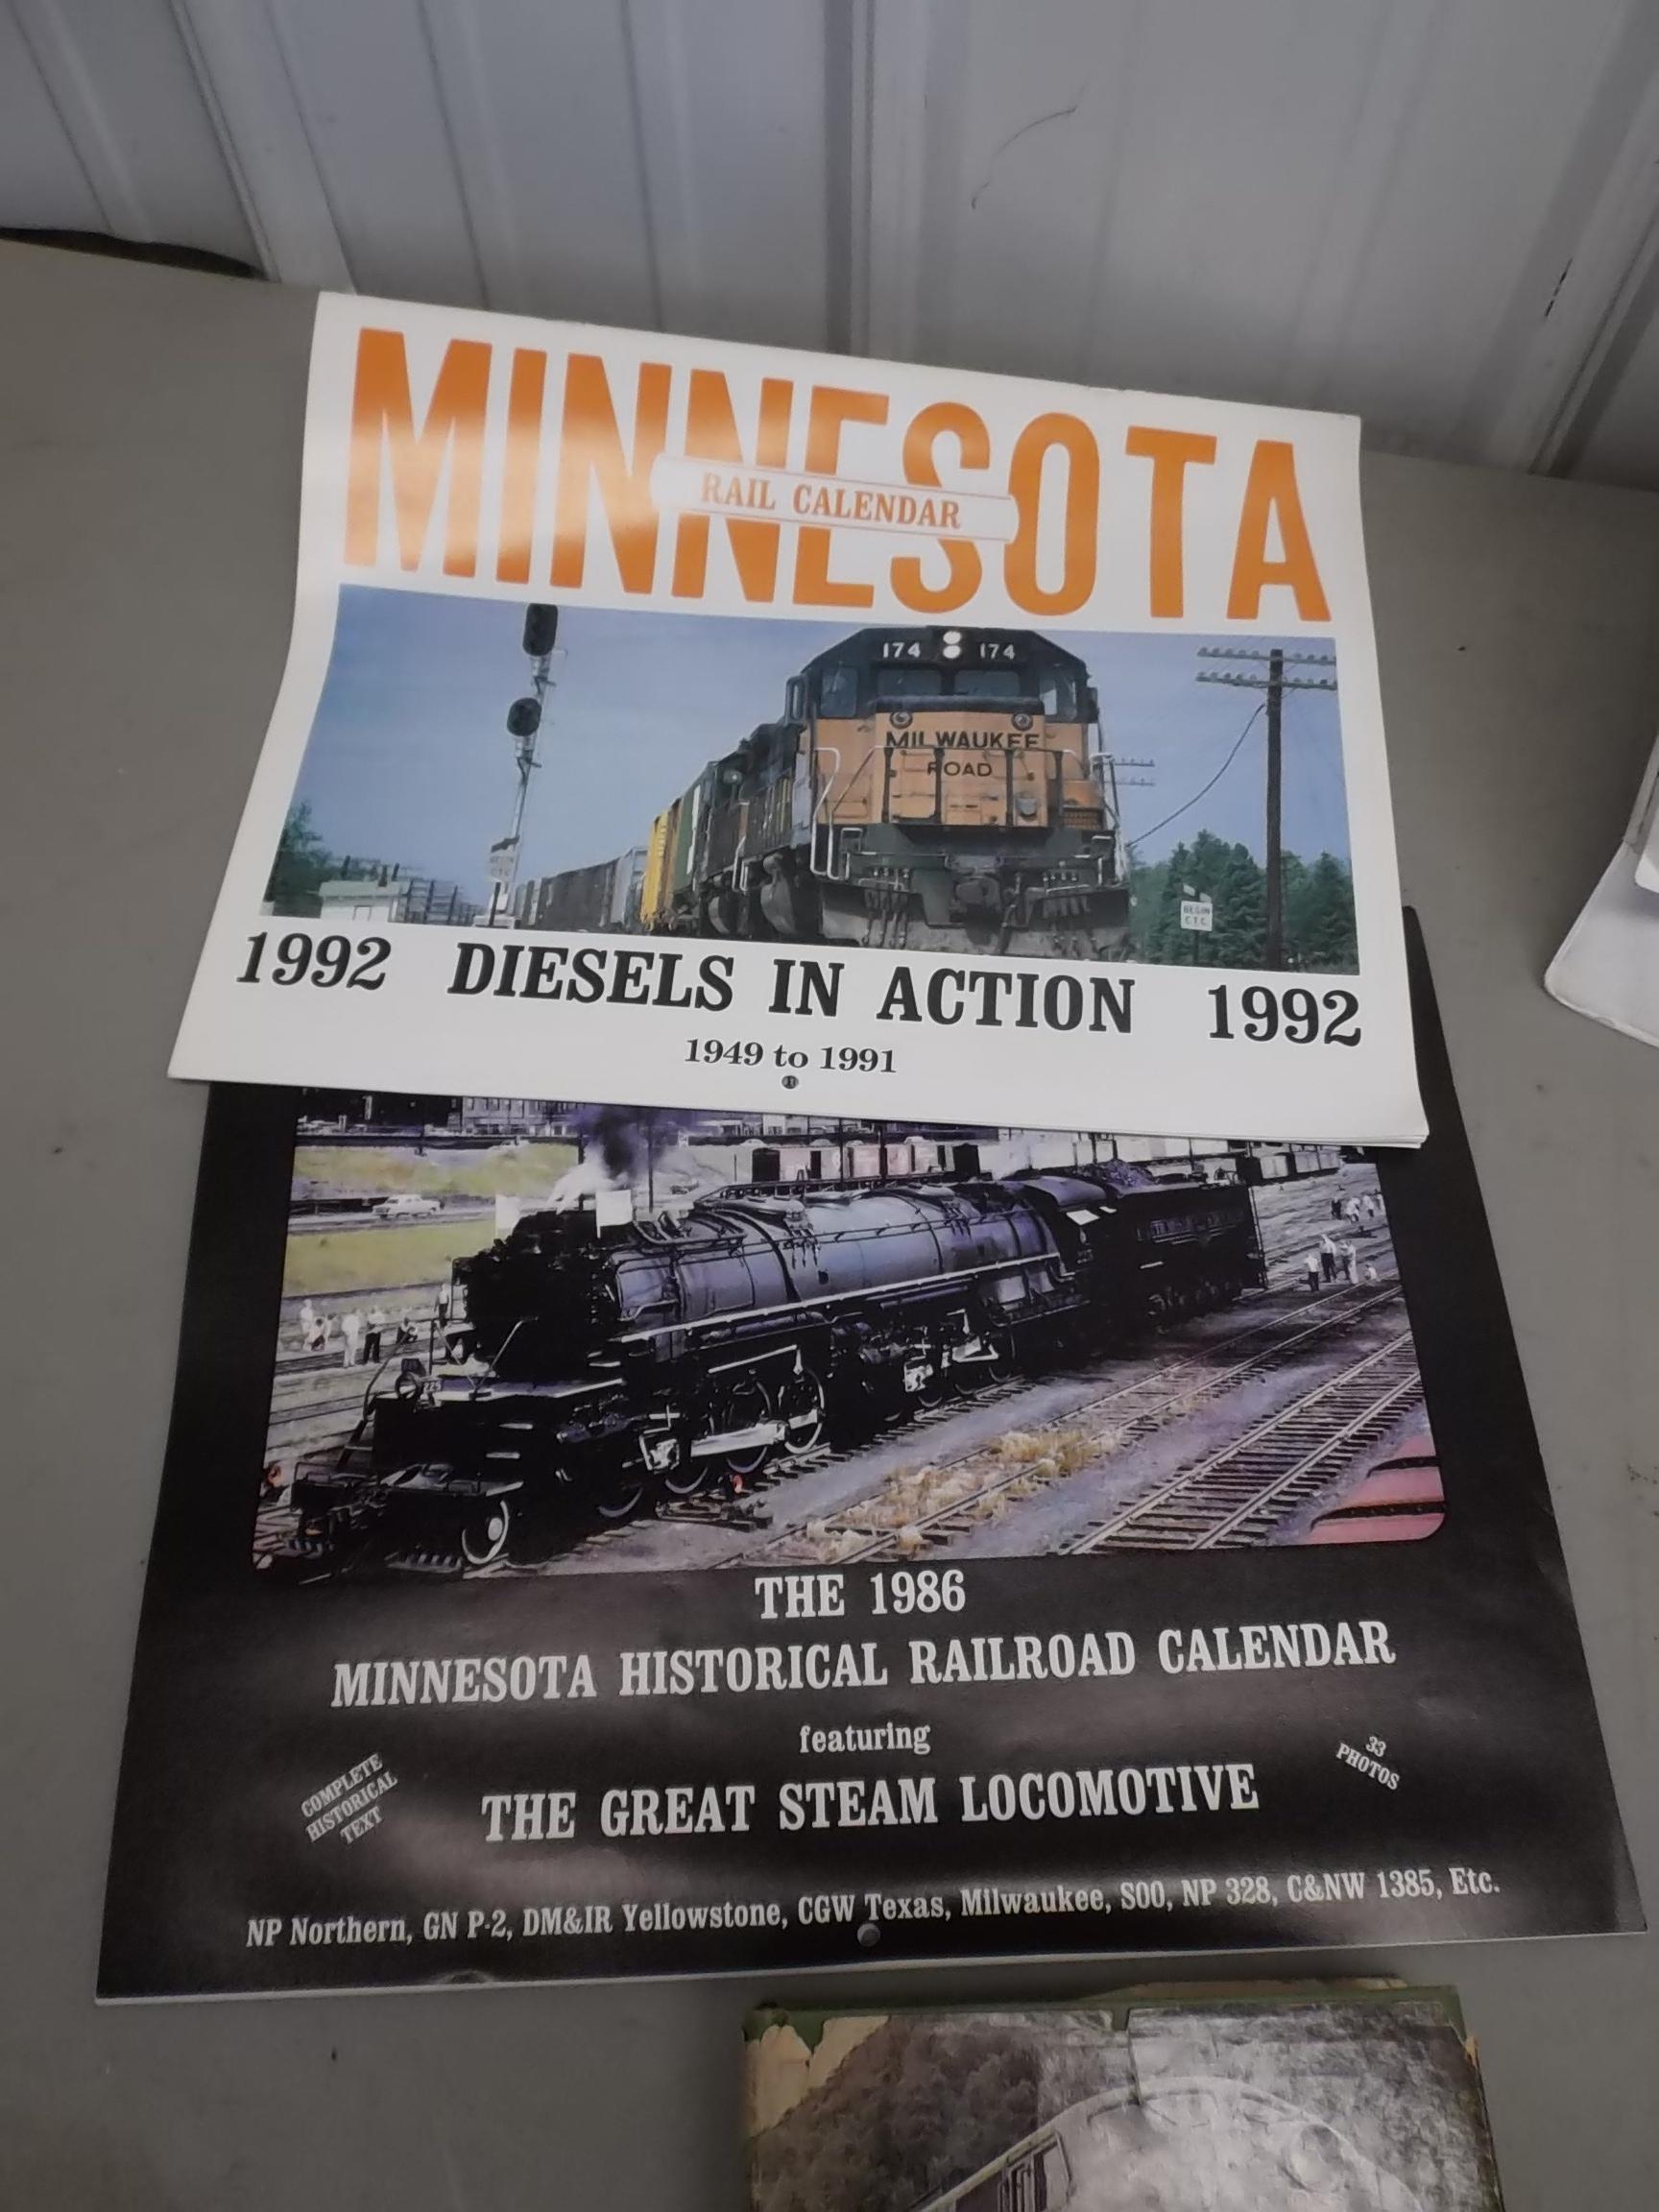 MINNESOTA
RAIL CALENDAR
174 174
MILWAUKEE
ROAD
BEGIN
C.T.C.
1992 DIESELS IN ACTION 1992
1949 to 1991
THE 1986
MINNESOTA HISTORICAL RAILROAD CALENDAR
featuring
THE GREAT STEAM LOCOMOTIVE
COMPLETE
HISTORICAL
TEXT
33
PHOTOS
NP Northern, GN P-2, DM&IR Yellowstone, CGW Texas, Milwaukee, SOO, NP 328, C&NW 1385, Etc.